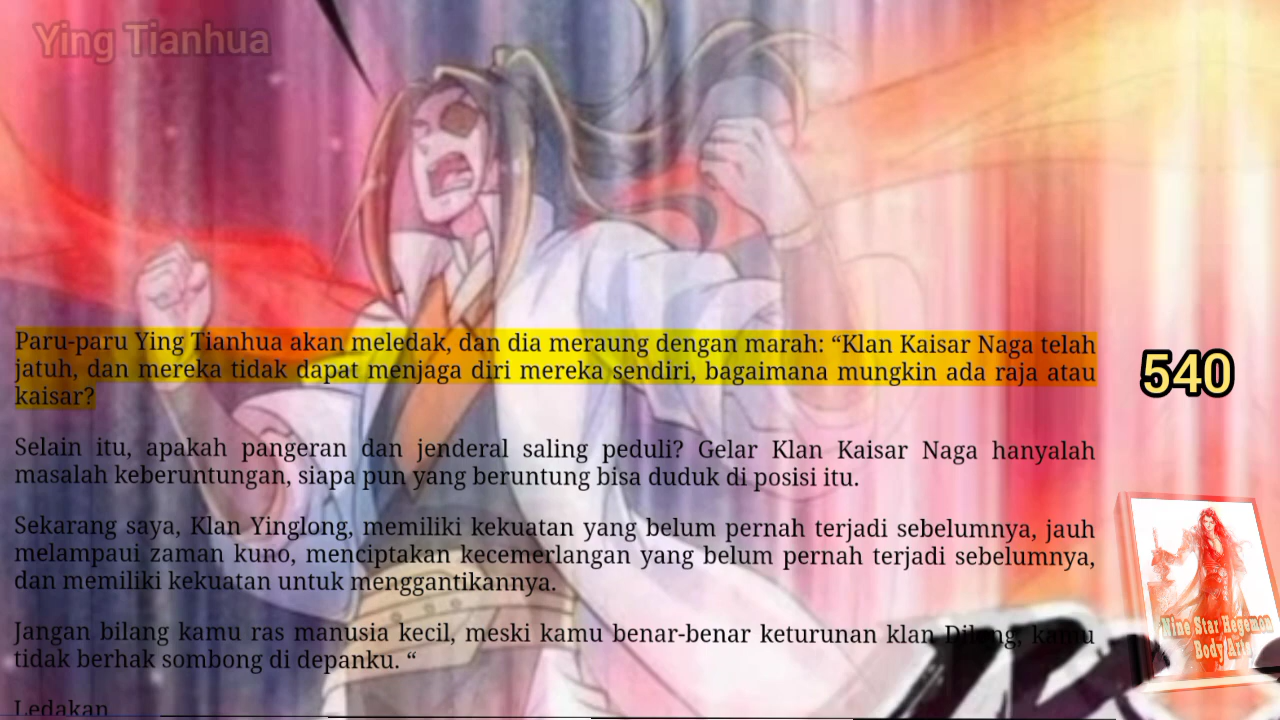 Ying Tianhua
Paru-paru Ying Tianhua akan meledak, dan dia meraung dengan marah: “Klan Kaisar Naga telah
jatuh, dan mereka tidak dapat menjaga diri mereka sendiri, bagaimana mungkin ada raja atau
kaisar?
540
Selain itu, apakah pangeran dan jenderal saling peduli? Gelar Klan Kaisar Naga hanyalah
masalah keberuntungan, siapa pun yang beruntung bisa duduk di posisi itu.
Sekarang saya, Klan Yinglong, memiliki kekuatan yang belum pernah terjadi sebelumnya, jauh
melampaui zaman kuno, menciptakan kecemerlangan yang belum pernah terjadi sebelumnya,
dan memiliki kekuatan untuk menggantikannya.
Jangan bilang kamu ras manusia kecil, meski kamu benar-benar keturunan klan Dilong, kamu
tidak berhak sombong di depanku. “
Ledakan
Nine Star Hegemon
Body Arts